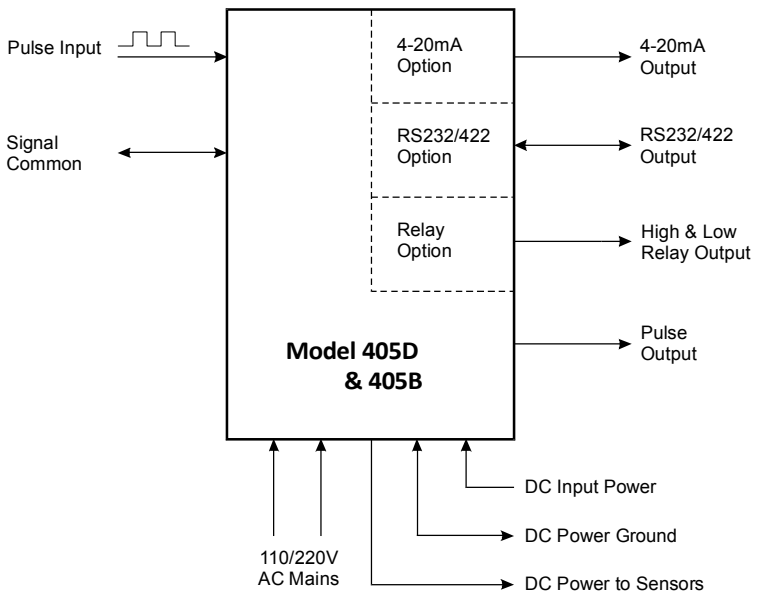 Pulse Input
Signal
Common
4-20mA
Option
RS232/422
Option
Relay
Option
Model 405D
& 405B
4-20mA
Output
RS232/422
Output
High & Low
Relay Output
Pulse
Output
110/220V
AC Mains
DC Input Power
DC Power Ground
DC Power to Sensors